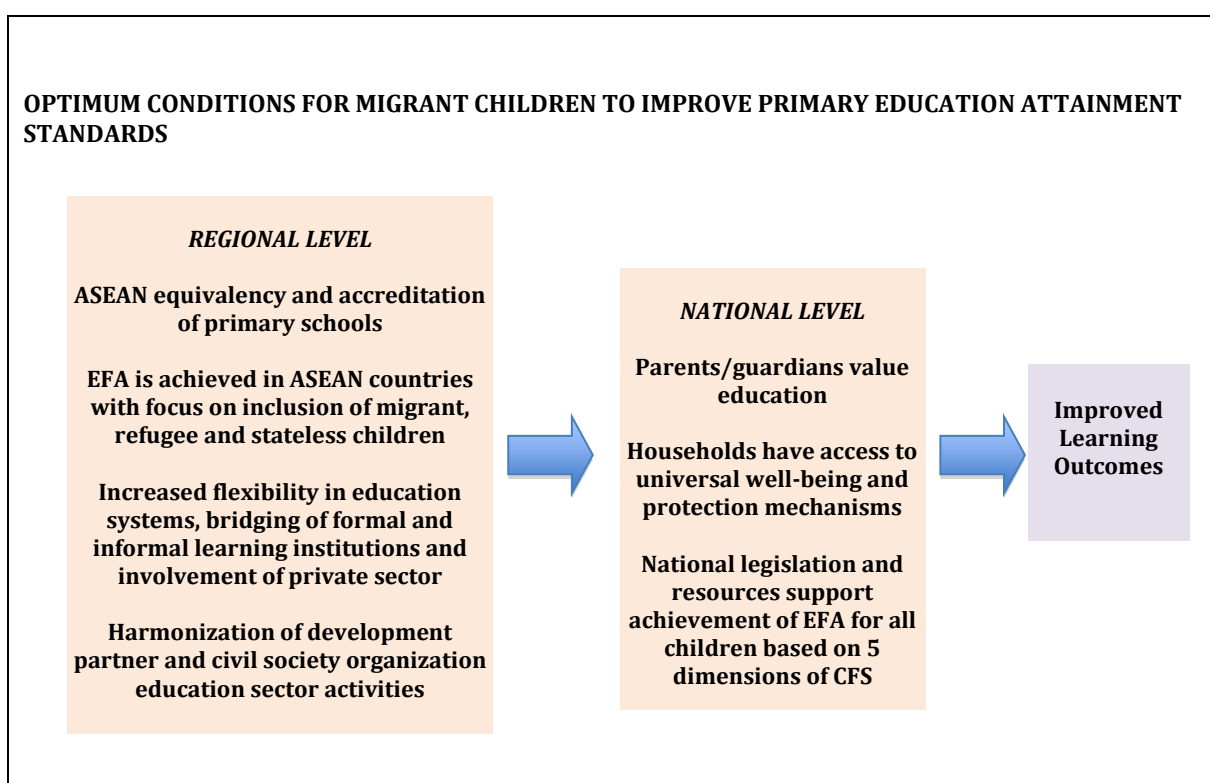 OPTIMUM CONDITIONS FOR MIGRANT CHILDREN TO IMPROVE PRIMARY EDUCATION ATTAINMENT
STANDARDS
REGIONAL LEVEL
ASEAN equivalency and accreditation
of primary schools
EFA is achieved in ASEAN countries
with focus on inclusion of migrant,
refugee and stateless children
Increased flexibility in education
systems, bridging of formal and
informal learning institutions and
involvement of private sector
Harmonization of development
partner and civil society organization
education sector activities
NATIONAL LEVEL
Parents/guardians value
education
Households have access to
universal well-being and
protection mechanisms
National legislation and
resources support
achievement of EFA for all
children based on 5
dimensions of CFS
Improved
Learning
Outcomes